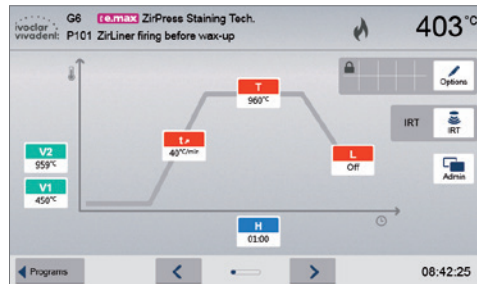 ivoclar
vivadent:
G6 e.max ZirPress Staining Tech.
P101 ZirLiner firing before wax-up
403°C
Options
T
960°C
IRT
IRT
t↗
40°C/min
V2
959°C
L
Off
Admin
V1
450°C
H
01:00
Programs
08:42:25